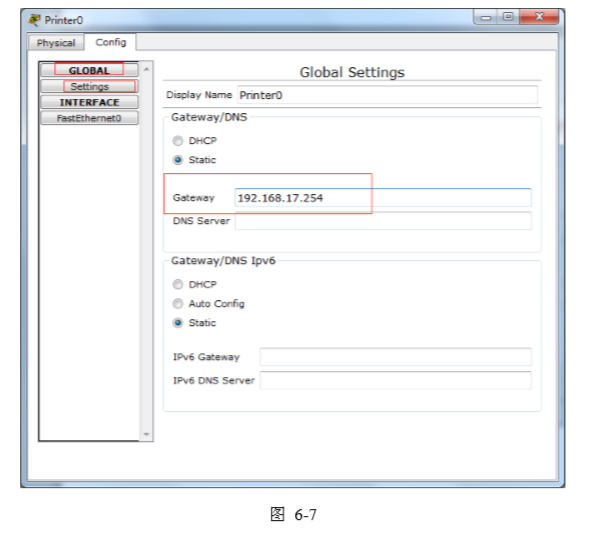 Printer0
Physical Config
GLOBAL
Settings
INTERFACE
FastEthernet0
Global Settings
Display Name Printer0
Gateway/DNS
DHCP
Static
Gateway 192.168.17.254
DNS Server
Gateway/DNS Ipv6
DHCP
Auto Config
Static
IPv6 Gateway
IPv6 DNS Server
图 6-7